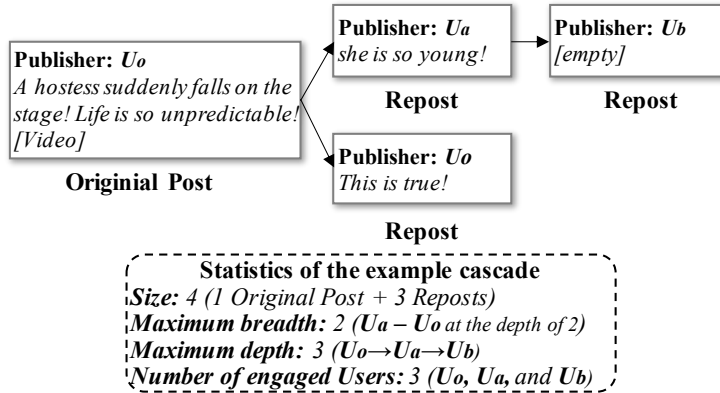 Publisher: Uo
A hostess suddenly falls on the
stage! Life is so unpredictable!
[Video]
Originial Post
Publisher: Ua
she is so young!
Repost
Publisher: Ub
[empty]
Repost
Publisher: Uo
This is true!
Repost
Statistics of the example cascade
Size: 4 (1 Original Post + 3 Reposts)
Maximum breadth: 2 (Ua – Uo at the depth of 2)
Maximum depth: 3 (Uo→Ua→Ub)
Number of engaged Users: 3 (Uo, Ua, and Ub)